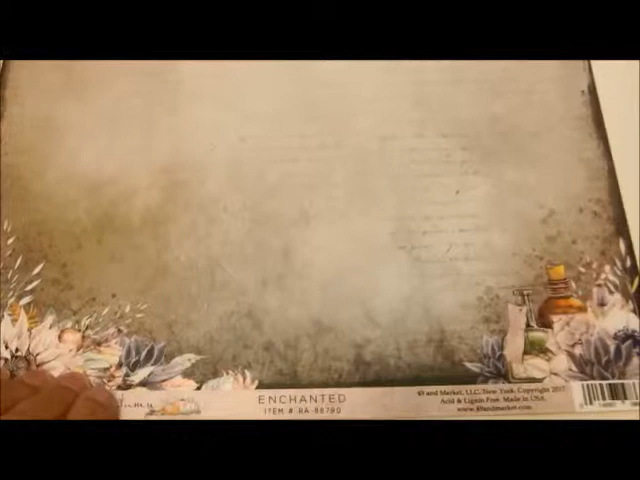 ENCHANTED
ITEM # RA-88790
49 and Market, LLC. New York. Copyright 2017
Acid & Lignin Free. Made in USA.
www.49andmarket.com